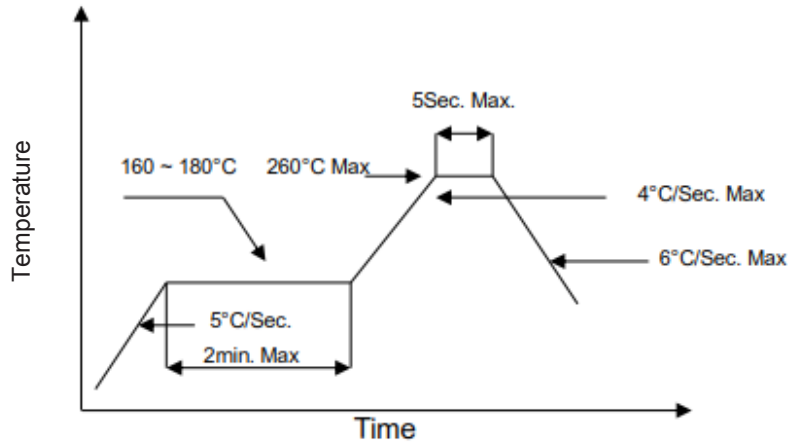 5Sec. Max.
160 ~ 180°C
260°C Max
4°C/Sec. Max
6°C/Sec. Max
5°C/Sec.
2min. Max
Temperature
Time